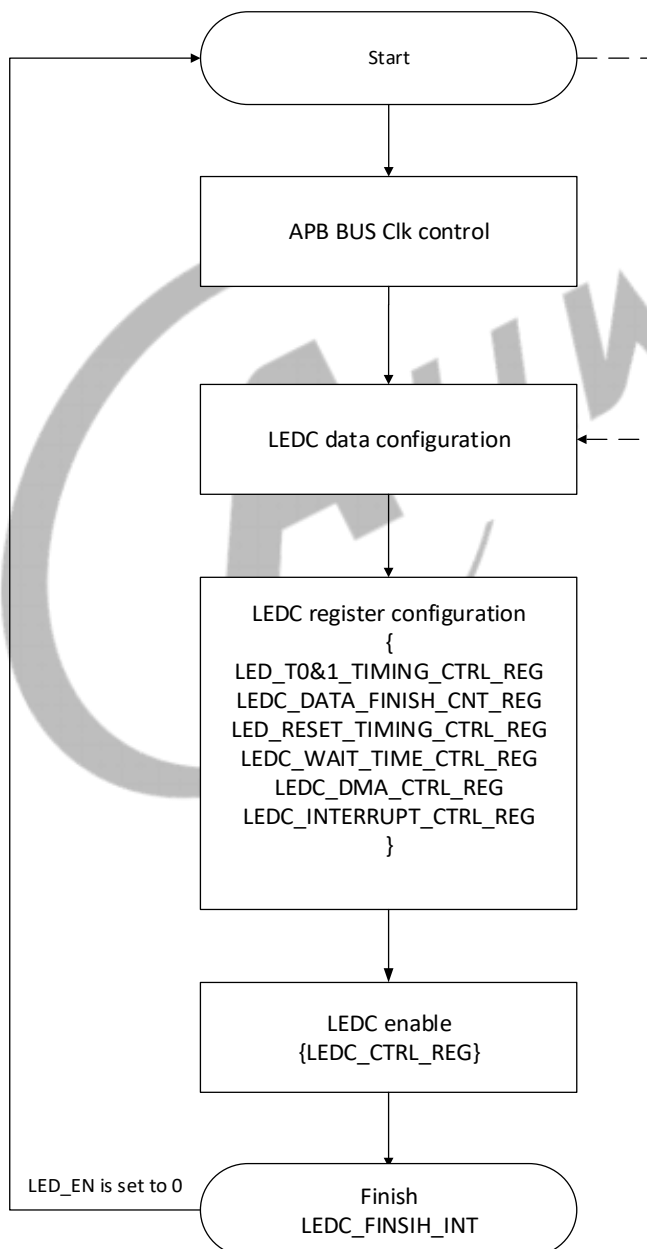 Start
APB BUS Clk control
LEDC data configuration
LEDC register configuration
{
LED_T0&1_TIMING_CTRL_REG
LEDC_DATA_FINISH_CNT_REG
LED_RESET_TIMING_CTRL_REG
LEDC_WAIT_TIME_CTRL_REG
LEDC_DMA_CTRL_REG
LEDC_INTERRUPT_CTRL_REG
}
LEDC enable
{LEDC_CTRL_REG}
LED_EN is set to 0
Finish
LEDC_FINSIH_INT